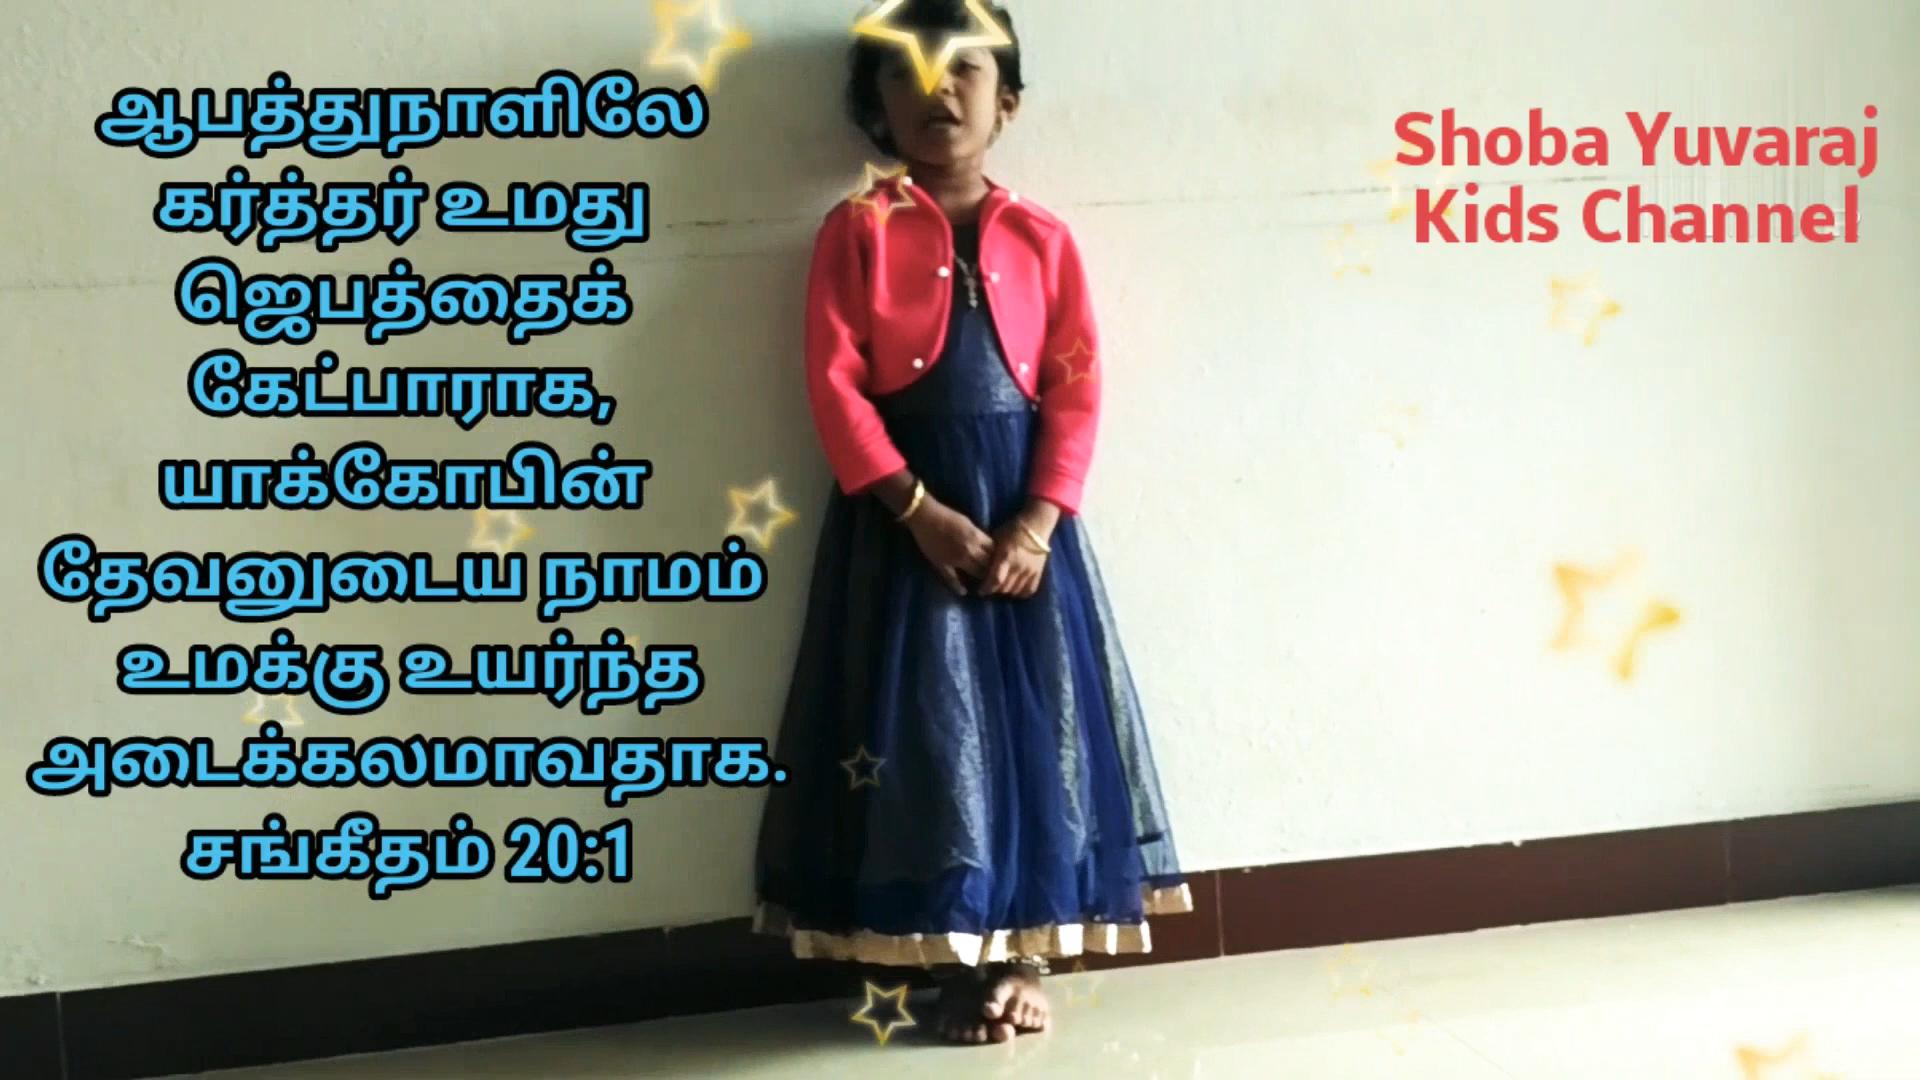 ஆபத்துநாளிலே
கர்த்தர் உமது
ஜெபத்தைக்
கேட்பாராக,
யாக்கோபின்
தேவனுடைய நாமம்
உமக்கு உயர்ந்த
அடைக்கலமாவதாக.
சங்கீதம் 20:1
Shoba Yuvaraj
Kids Channel